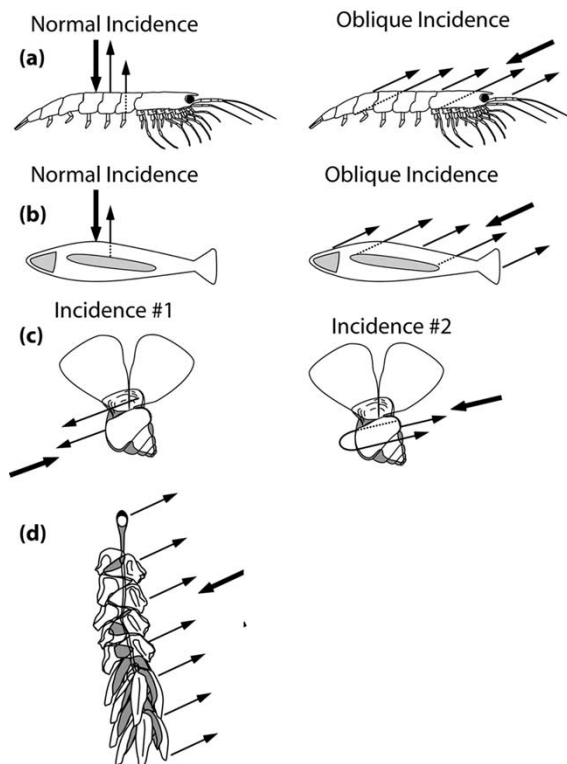 Normal Incidence
Oblique Incidence
(a)
Normal Incidence
Oblique Incidence
(b)
Incidence #1
Incidence #2
(c)
(d)